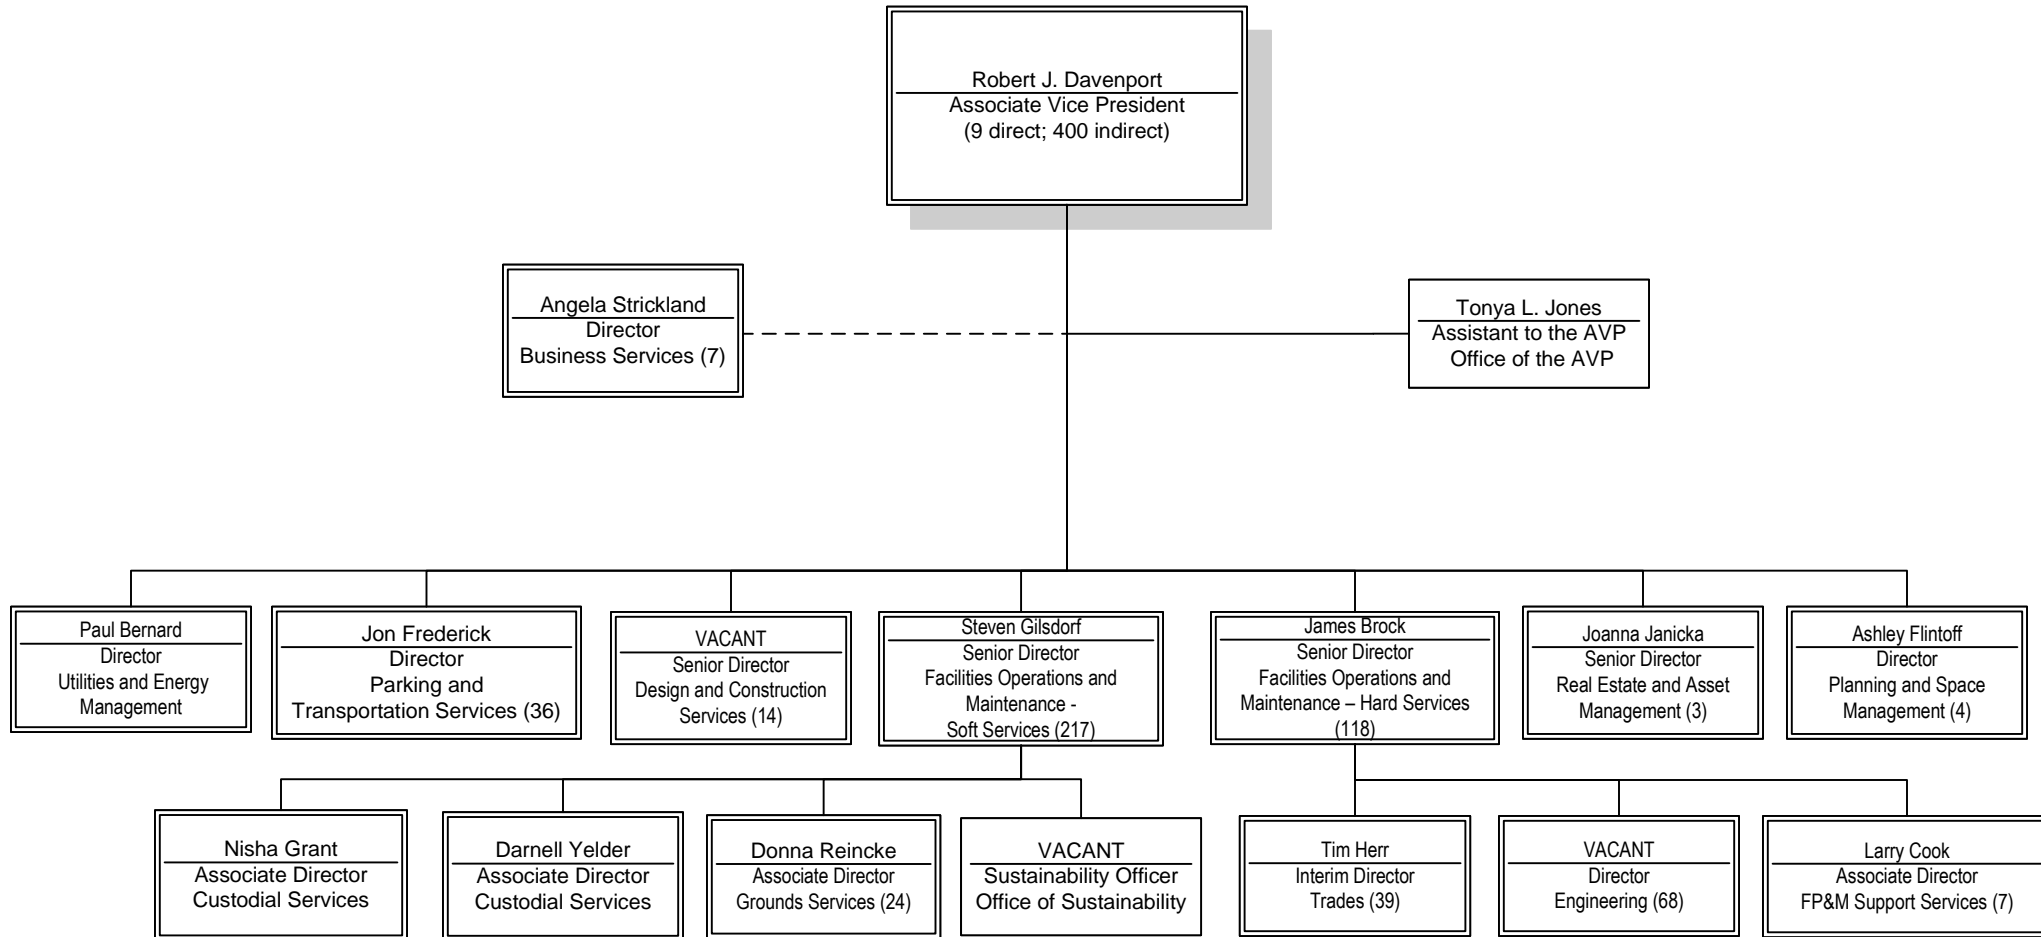 Robert J. Davenport
Associate Vice President
(9 direct; 400 indirect)
Angela Strickland
Director
Business Services (7)
Tonya L. Jones
Assistant to the AVP
Office of the AVP
Paul Bernard
Director
Utilities and Energy
Management
Jon Frederick
Director
Parking and
Transportation Services (36)
VACANT
Senior Director
Design and Construction
Services (14)
Steven Gilsdorf
Senior Director
Facilities Operations and
Maintenance -
Soft Services (217)
James Brock
Senior Director
Facilities Operations and
Maintenance – Hard Services
(118)
Joanna Janicka
Senior Director
Real Estate and Asset
Management (3)
Ashley Flintoff
Director
Planning and Space
Management (4)
Nisha Grant
Associate Director
Custodial Services
Darnell Yelder
Associate Director
Custodial Services
Donna Reincke
Associate Director
Grounds Services (24)
VACANT
Sustainability Officer
Office of Sustainability
Tim Herr
Interim Director
Trades (39)
VACANT
Director
Engineering (68)
Larry Cook
Associate Director
FP&M Support Services (7)